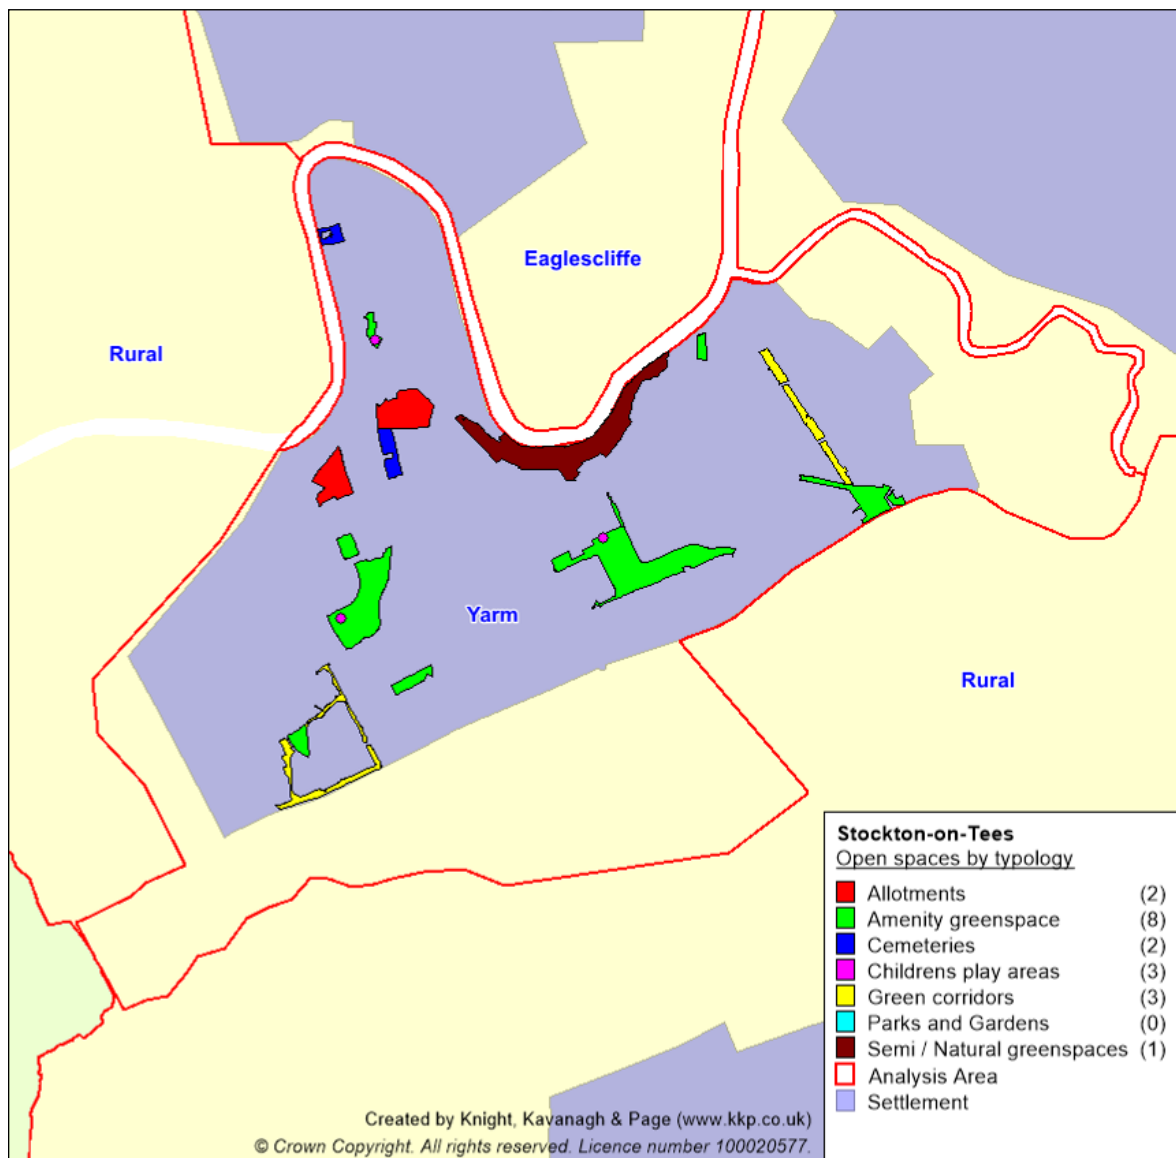 Eaglescliffe
Rural
Yarm
Rural
Stockton-on-Tees
Open spaces by typology
Allotments (2)
Amenity greenspace (8)
Cemeteries (2)
Childrens play areas (3)
Green corridors (3)
Parks and Gardens (0)
Semi / Natural greenspaces (1)
Analysis Area
Settlement
Created by Knight, Kavanagh & Page (www.kkp.co.uk)
© Crown Copyright. All rights reserved. Licence number 100020577.